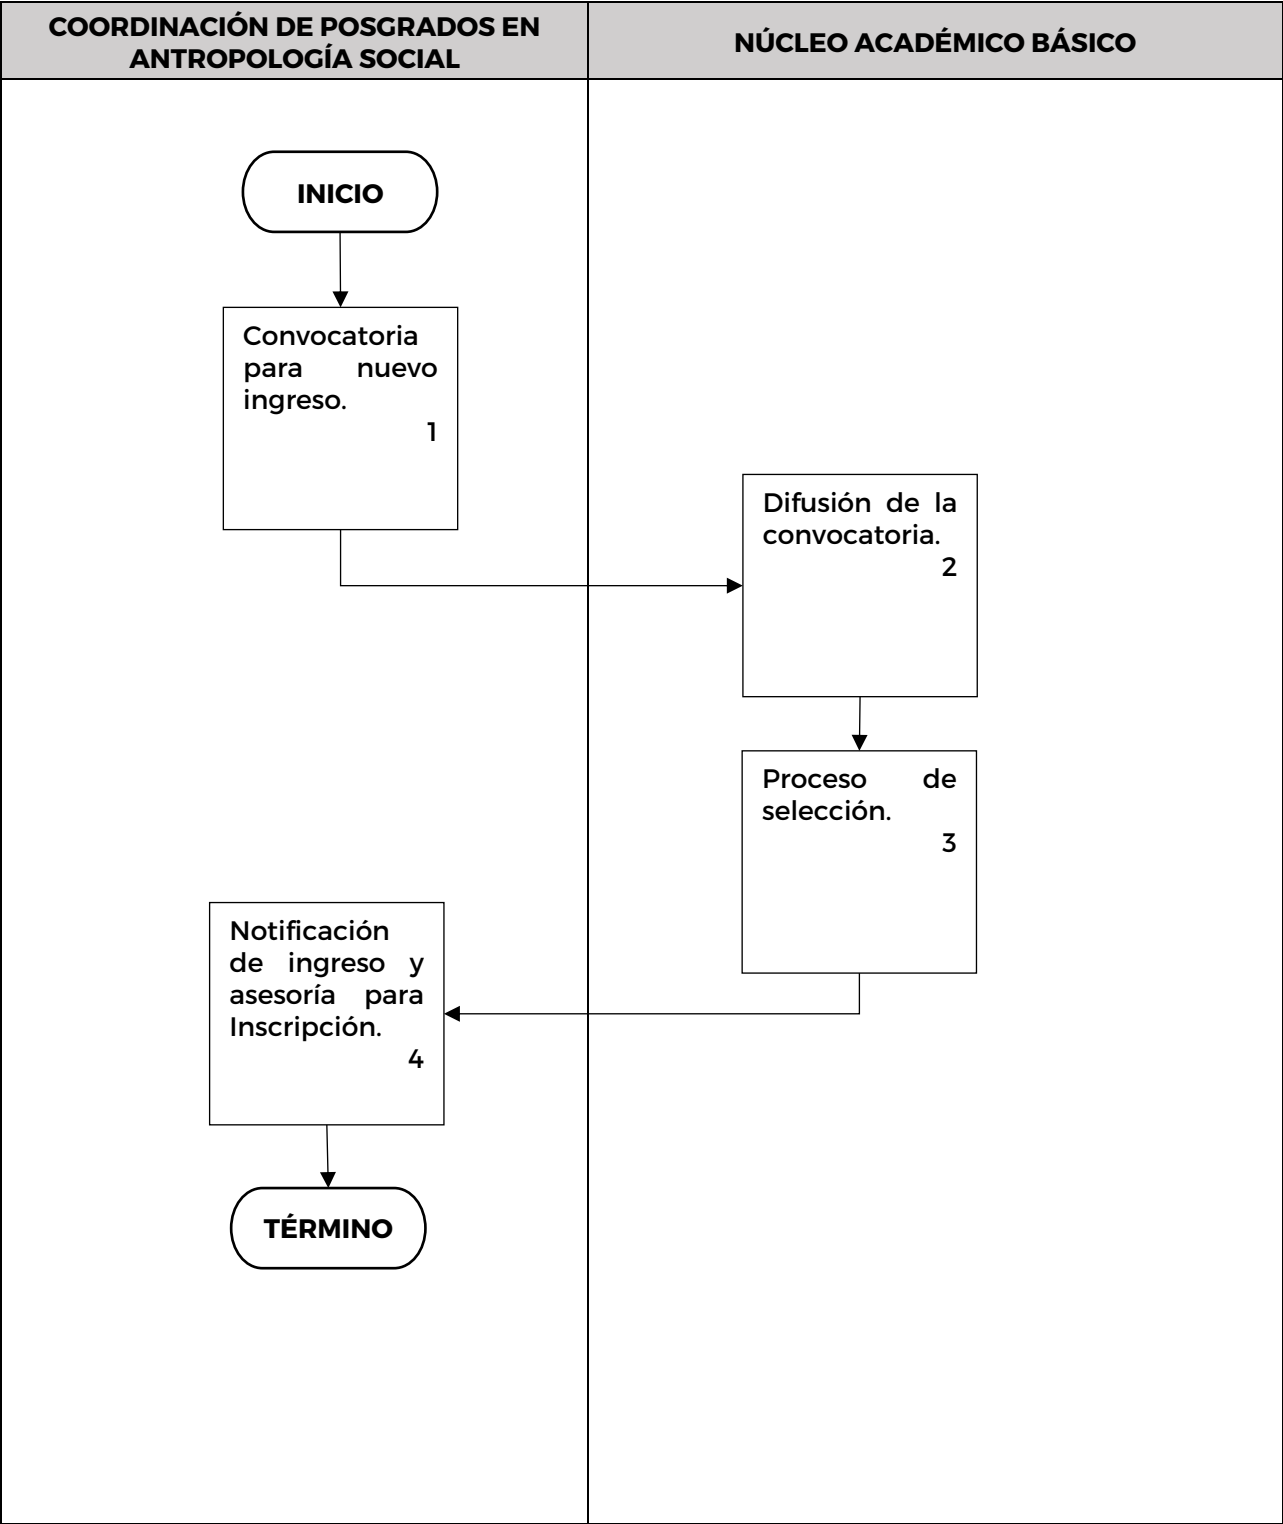 COORDINACIÓN DE POSGRADOS EN
ANTROPOLOGÍA SOCIAL
NÚCLEO ACADÉMICO BÁSICO
INICIO
Convocatoria
para nuevo
ingreso.
1
Difusión de la
convocatoria.
2
Proceso de
selección.
3
Notificación
de ingreso y
asesoría para
Inscripción.
4
TÉRMINO